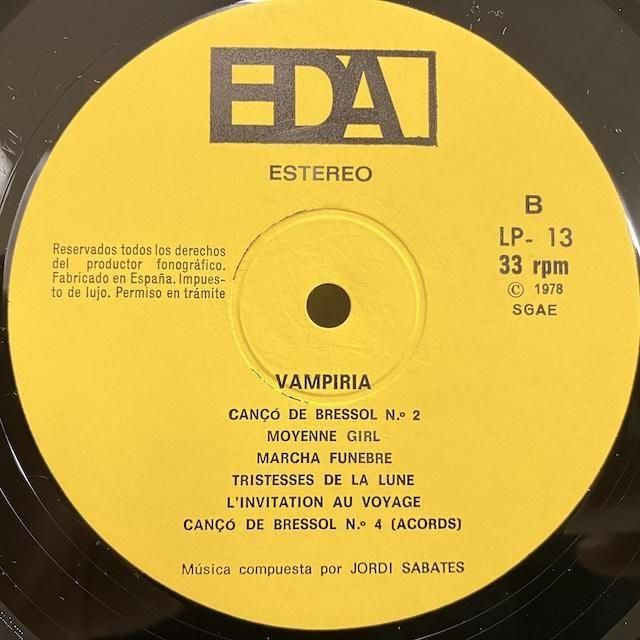 EDA
ESTEREO
B
LP- 13
33 rpm
© 1978
SGAE
Reservados todos los derechos
del productor fonográfico.
Fabricado en España. Impues-
to de lujo. Permiso en trámite
VAMPIRIA
CANÇó DE BRESSOL N.º 2
MOYENNE GIRL
MARCHA FUNEBRE
TRISTESSES DE LA LUNE
L'INVITATION AU VOYAGE
CANÇó DE BRESSOL N.º 4 (ACORDS)
Música compuesta por JORDI SABATES